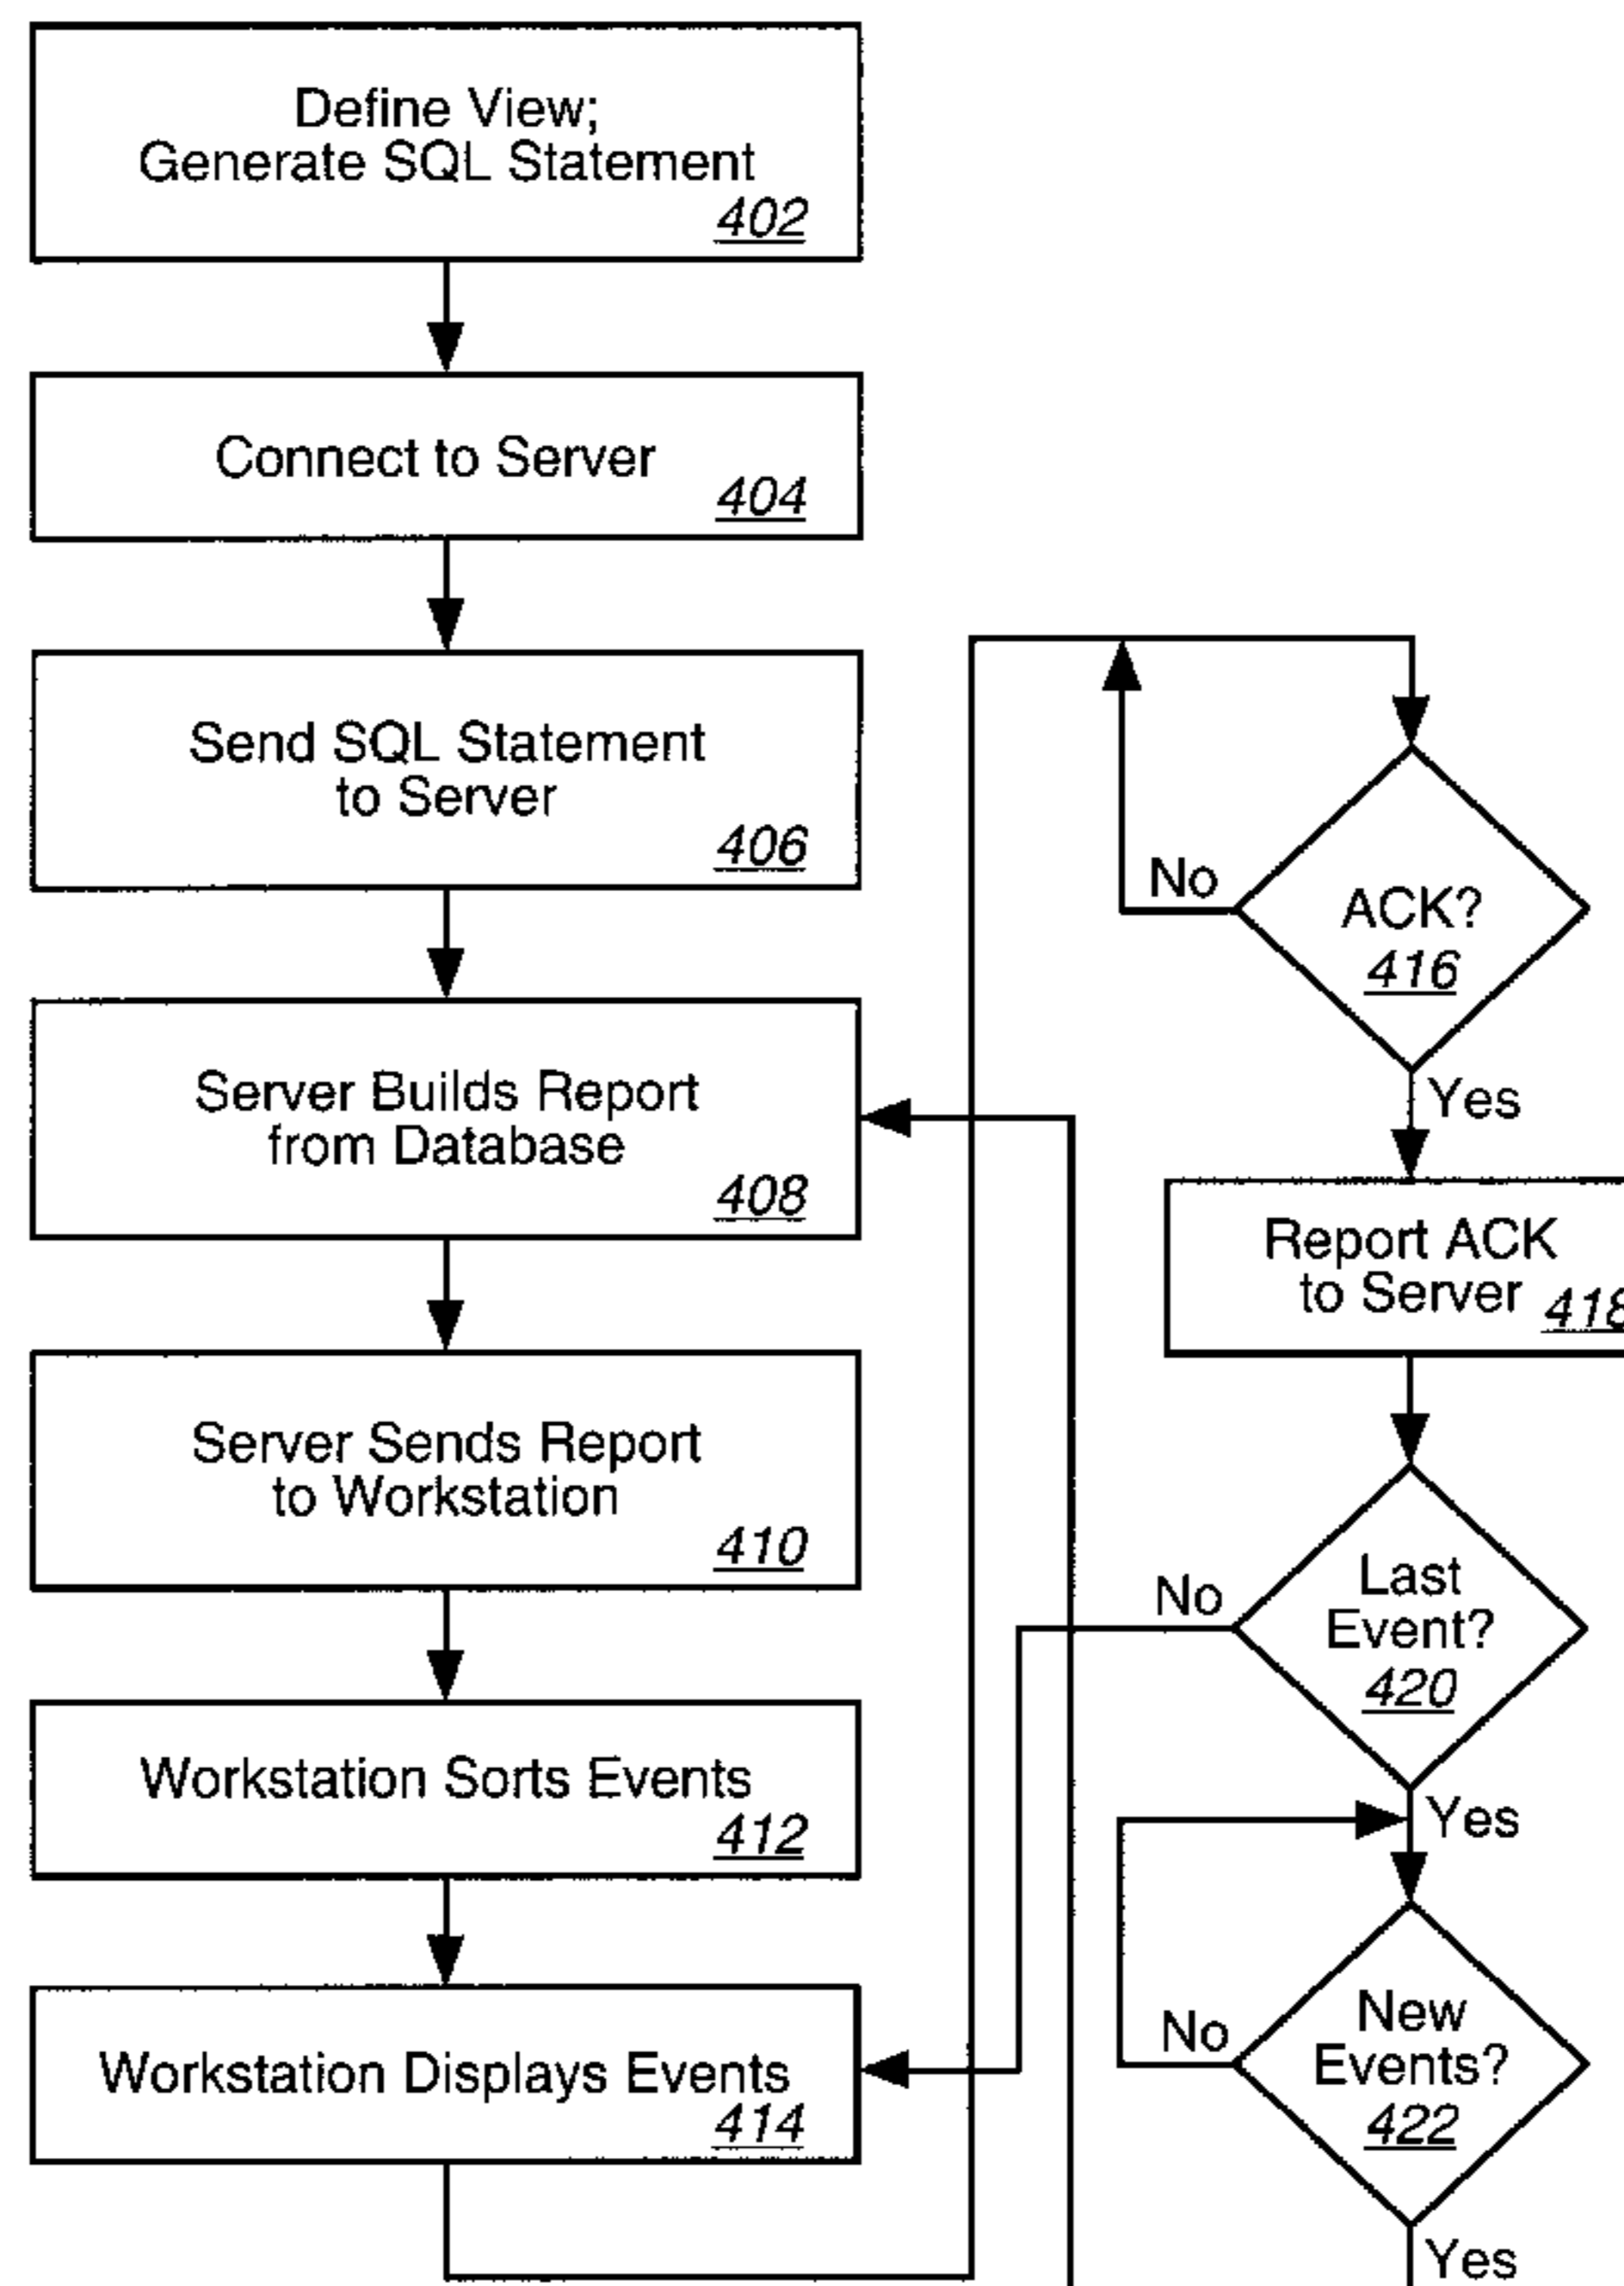 Define View;
Generate SQL Statement
402
Connect to Server
404
Send SQL Statement
to Server
406
Server Builds Report
from Database
408
Server Sends Report
to Workstation
410
Workstation Sorts Events
412
Workstation Displays Events
414
No
ACK?
416
Yes
Report ACK
to Server
418
No
Last
Event?
420
Yes
No
New
Events?
422
Yes